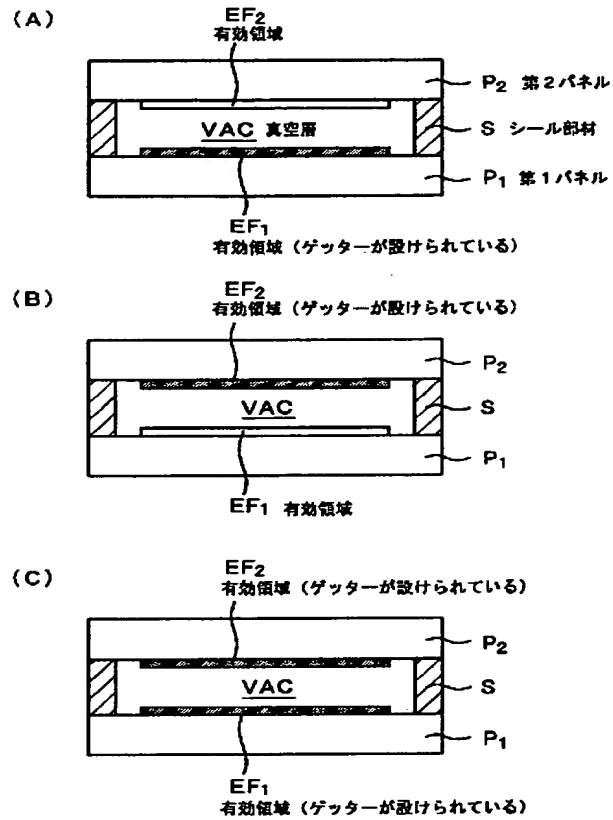 (A)
EF2
有効領域
P2 第2パネル
VAC 真空層
S シール部材
P1 第1パネル
EF1
有効領域(ゲッターが設けられている)
(B)
EF2
有効領域(ゲッターが設けられている)
P2
VAC
S
P1
EF1 有効領域
(C)
EF2
有効領域(ゲッターが設けられている)
P2
VAC
S
P1
EF1
有効領域(ゲッターが設けられている)